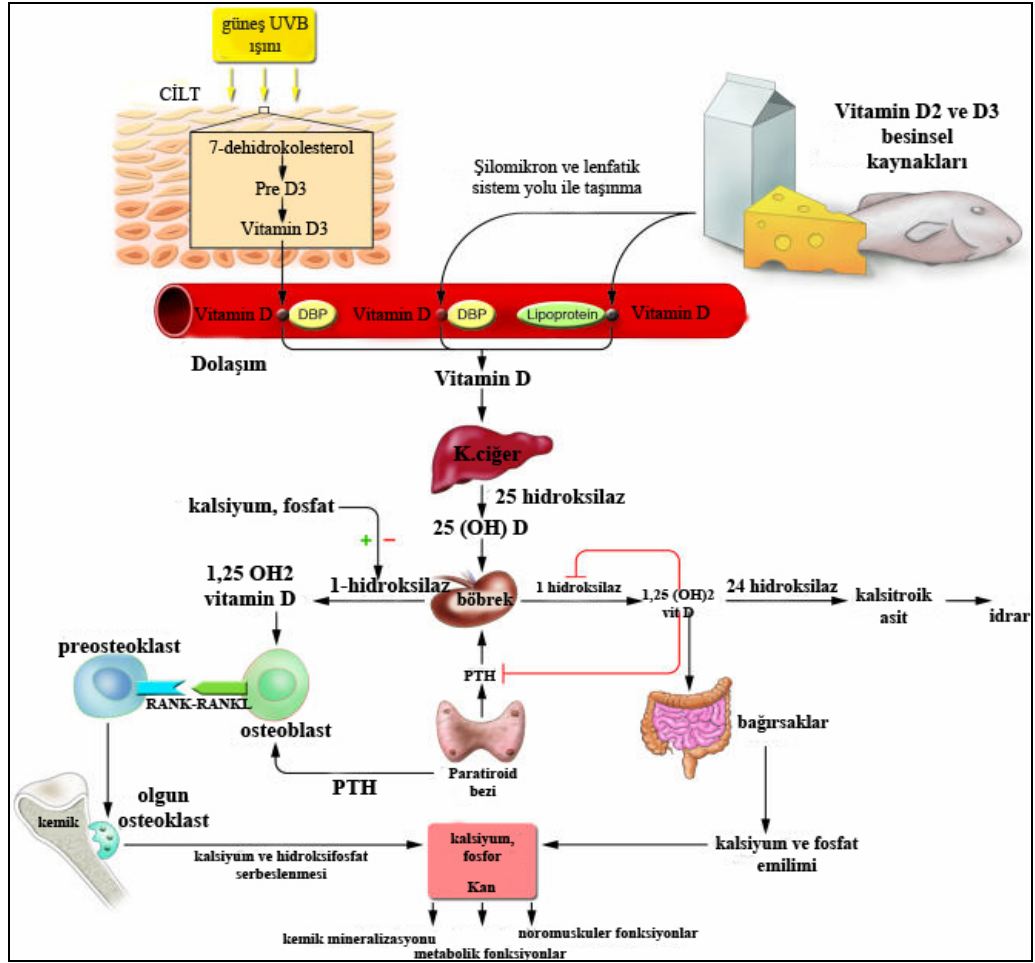 güneş UVB
ışını
CİLT
7-dehidrokolesterol
Pre D3
Vitamin D3
Şilomikron ve lenfatik
sistem yolu ile taşınma
Vitamin D2 ve D3
besinsel
kaynakları
Vitamin D
DBP
Vitamin D
DBP
Lipoprotein
Vitamin D
Dolaşım
Vitamin D
K.ciğer
25 hidroksilaz
25 (OH) D
kalsiyum, fosfat
+ −
1,25 OH2
vitamin D
1-hidroksilaz
böbrek
1 hidroksilaz
1,25 (OH)2
vit D
24 hidroksilaz
kalsitroik
asit
idrar
preosteoklast
RANK-RANKL
osteoblast
PTH
PTH
Paratiroid
bezi
bağırsaklar
kemik
olgun
osteoklast
kalsiyum ve hidroksifosfat
serbeslenmesi
kalsiyum,
fosfor
Kan
kalsiyum ve fosfat
emilimi
kemik mineralizasyonu
metabolik fonksiyonlar
noromuskuler fonksiyonlar